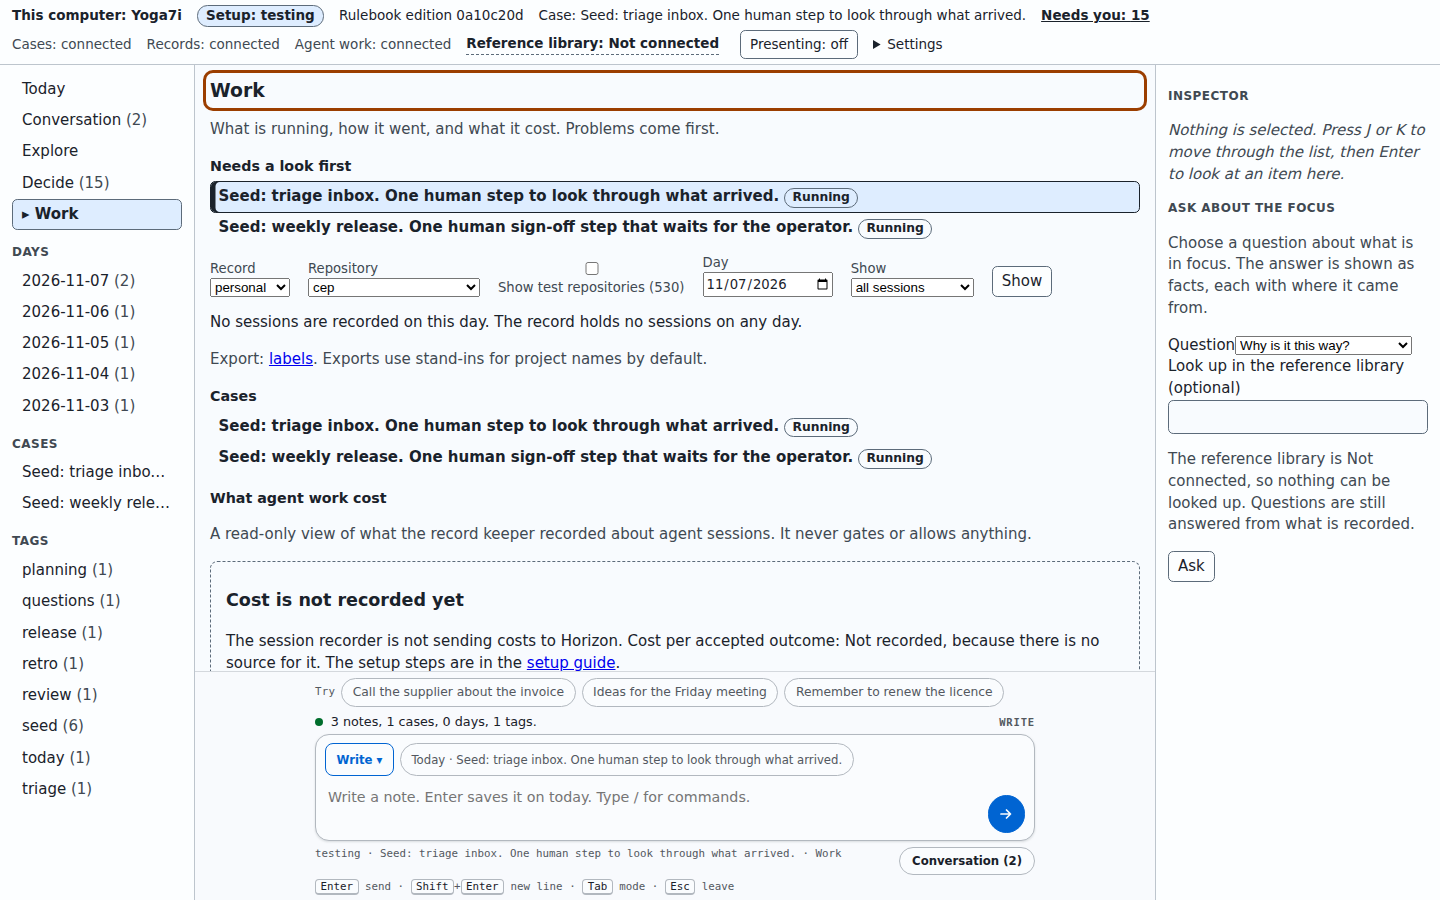 This computer: Yoga7i Setup: testing Rulebook edition 0a10c20d Case: Seed: triage inbox. One human step to look through what arrived. Needs you: 15
Cases: connected Records: connected Agent work: connected Reference library: Not connected Presenting: off ▶ Settings
Today
Conversation (2)
Explore
Decide (15)
▸ Work
DAYS
2026-11-07 (2)
2026-11-06 (1)
2026-11-05 (1)
2026-11-04 (1)
2026-11-03 (1)
CASES
Seed: triage inbo...
Seed: weekly rele...
TAGS
planning (1)
questions (1)
release (1)
retro (1)
review (1)
seed (6)
today (1)
triage (1)
Work
What is running, how it went, and what it cost. Problems come first.
Needs a look first
Seed: triage inbox. One human step to look through what arrived. Running
Seed: weekly release. One human sign-off step that waits for the operator. Running
Record Repository Show test repositories (530) Day Show
personal cep 11/07/2026 all sessions Show
No sessions are recorded on this day. The record holds no sessions on any day.
Export: labels. Exports use stand-ins for project names by default.
Cases
Seed: triage inbox. One human step to look through what arrived. Running
Seed: weekly release. One human sign-off step that waits for the operator. Running
What agent work cost
A read-only view of what the record keeper recorded about agent sessions. It never gates or allows anything.
Cost is not recorded yet
The session recorder is not sending costs to Horizon. Cost per accepted outcome: Not recorded, because there is no
source for it. The setup steps are in the setup guide.
Try Call the supplier about the invoice Ideas for the Friday meeting Remember to renew the licence
3 notes, 1 cases, 0 days, 1 tags. WRITE
Write ▾ Today · Seed: triage inbox. One human step to look through what arrived.
Write a note. Enter saves it on today. Type / for commands.
→
testing · Seed: triage inbox. One human step to look through what arrived. · Work Conversation (2)
Enter send · Shift+Enter new line · Tab mode · Esc leave
INSPECTOR
Nothing is selected. Press J or K to
move through the list, then Enter
to look at an item here.
ASK ABOUT THE FOCUS
Choose a question about what is
in focus. The answer is shown as
facts, each with where it came
from.
Question Why is it this way?
Look up in the reference library
(optional)
The reference library is Not
connected, so nothing can be
looked up. Questions are still
answered from what is recorded.
Ask